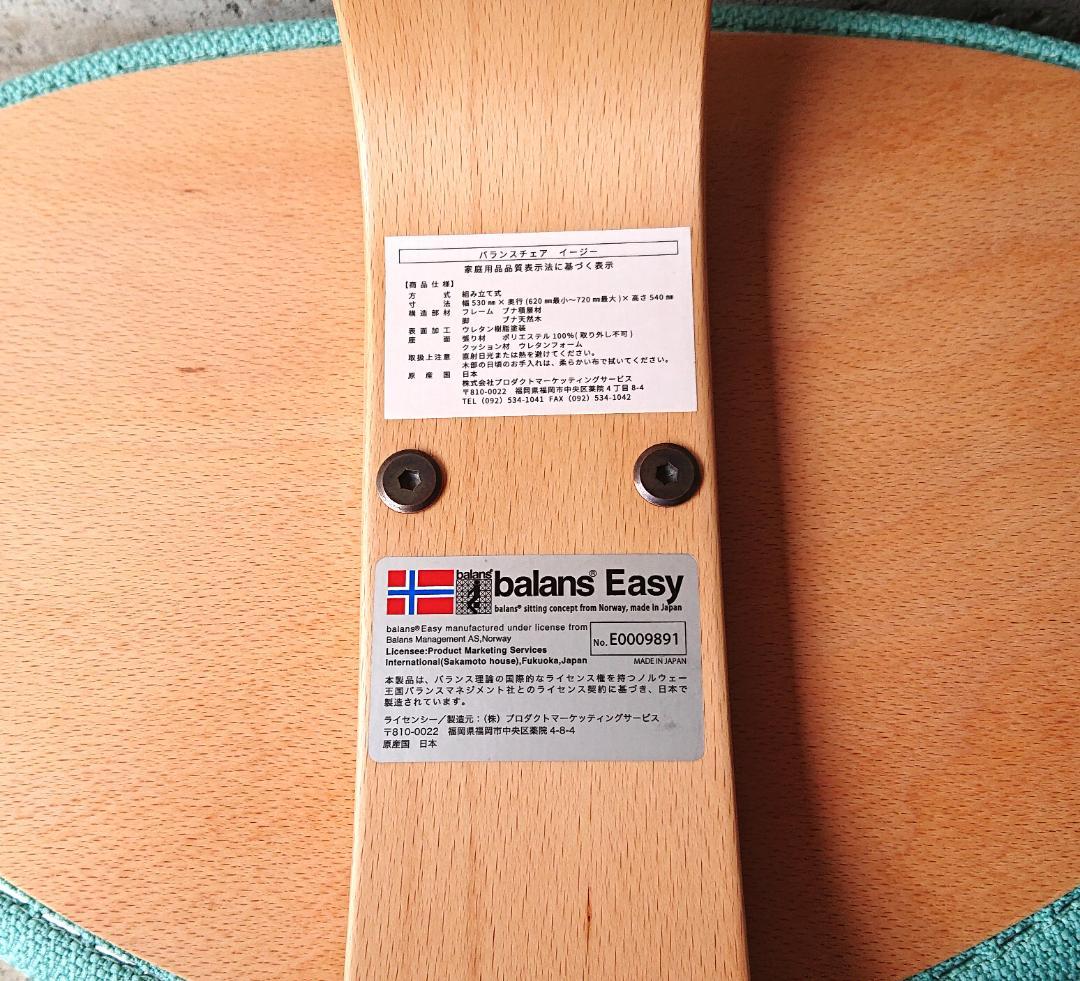 バランスチェア イージー
家庭用品品質表示法に基づく表示
【商品仕様】
方式 組み立て式
寸法 幅530㎜×奥行(620㎜最小～720㎜最大)×高さ540㎜
構造部材 フレーム ブナ積層材
脚 ブナ天然木
表面加工 ウレタン樹脂塗装
座面 張り材 ポリエステル100%(取り外し不可)
クッション材 ウレタンフォーム
取扱上注意 直射日光または熱を避けてください。
木部の日頃のお手入れは、柔らかい布で拭いてください。
原産国 日本
株式会社プロダクトマーケッティングサービス
〒810-0022 福岡県福岡市中央区薬院4丁目8-4
TEL (092) 534-1041 FAX (092) 534-1042
balans®
balans® Easy
balans® sitting concept from Norway, made in Japan
balans®Easy manufactured under license from
Balans Management AS,Norway
Licensee:Product Marketing Services
International(Sakamoto house),Fukuoka,Japan
No. E0009891
MADE IN JAPAN
本製品は、バランス理論の国際的なライセンス権を持つノルウェー
王国バランスマネジメント社とのライセンス契約に基づき、日本で
製造されています。
ライセンシー／製造元：（株）プロダクトマーケッティングサービス
〒810-0022 福岡県福岡市中央区薬院 4-8-4
原産国 日本